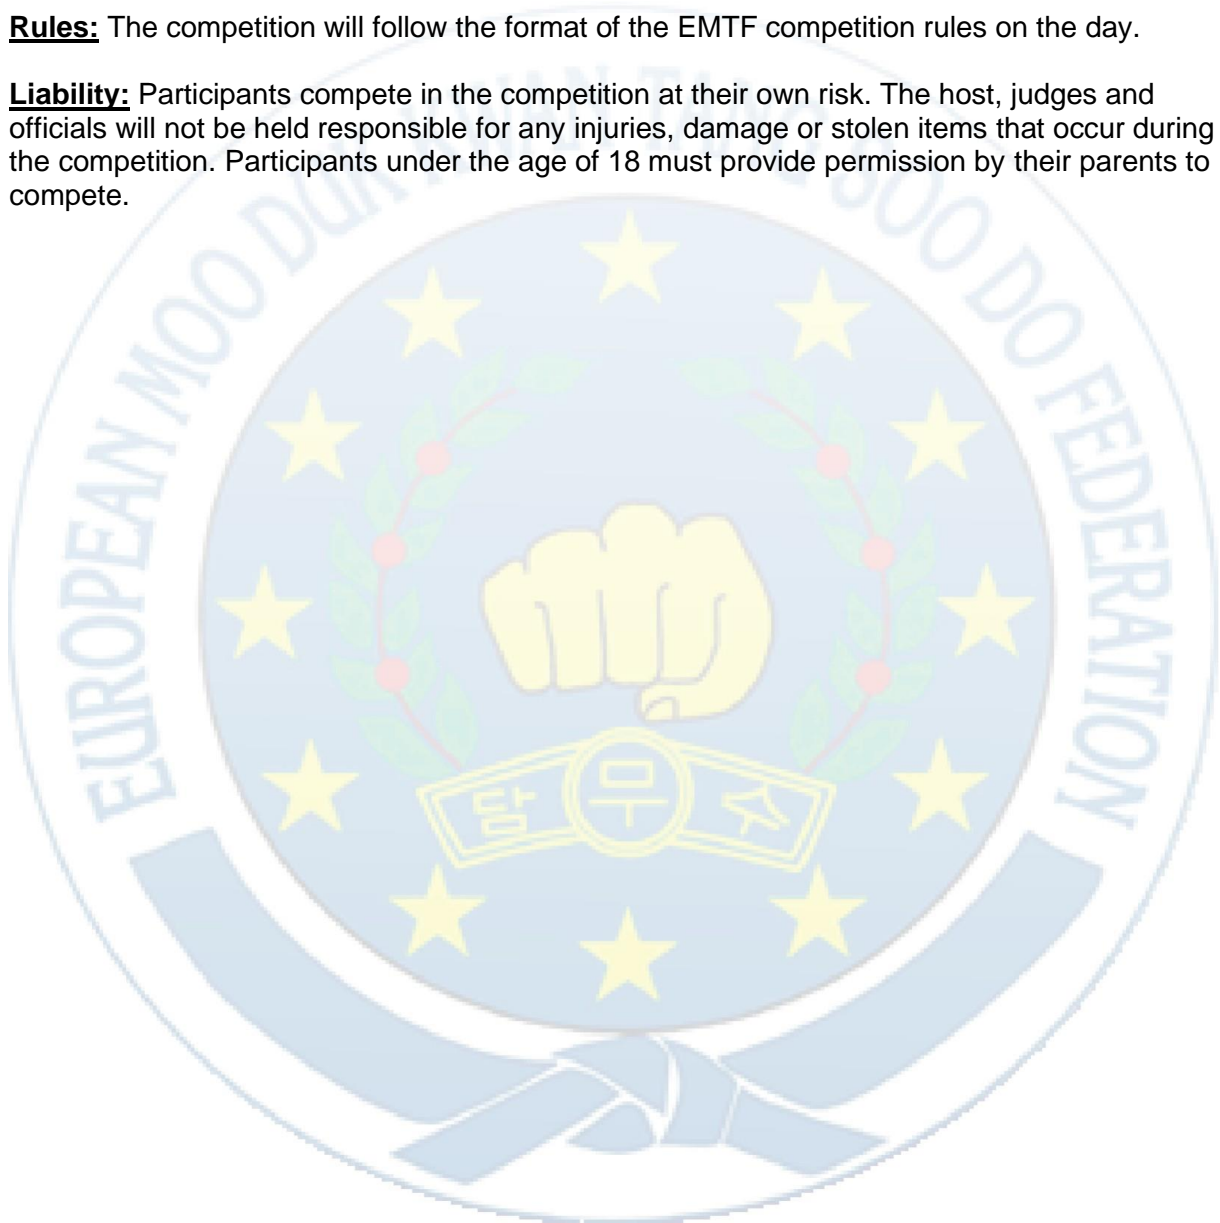 Rules: The competition will follow the format of the EMTF competition rules on the day.
Liability: Participants compete in the competition at their own risk. The host, judges and
officials will not be held responsible for any injuries, damage or stolen items that occur during
the competition. Participants under the age of 18 must provide permission by their parents to
compete.
EUROPEAN MOO DUK KWAN TANG SOO DO FEDERATION
담 무 수